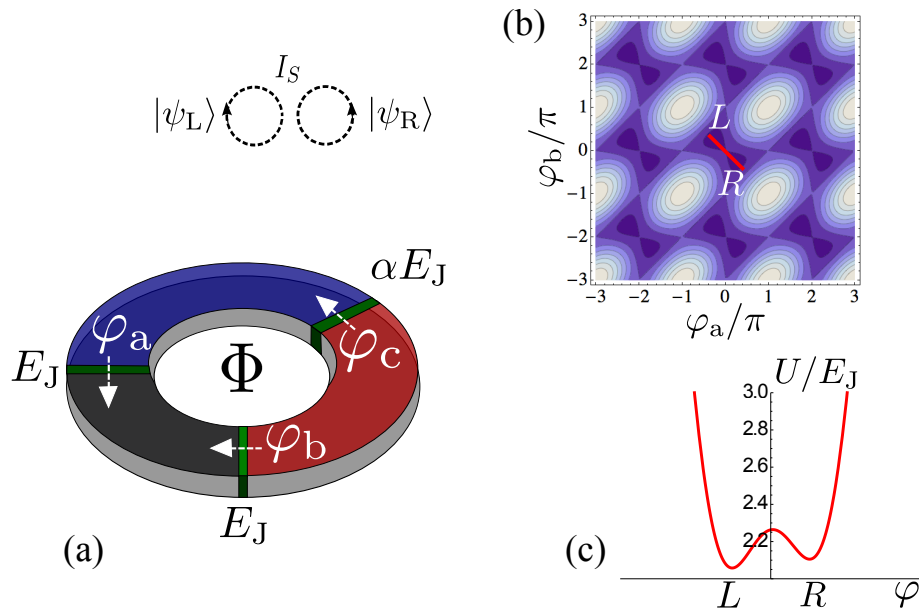 I_S
|ψ_L⟩ |ψ_R⟩
αE_J
φ_a
φ_c
E_J
Φ
φ_b
E_J
(a)
(b)
φ_b/π
3
2
1
0
−1
−2
−3
L
R
−3 −2 −1 0 1 2 3
φ_a/π
U/E_J
3.0
2.8
2.6
2.4
2.2
(c)
L R φ